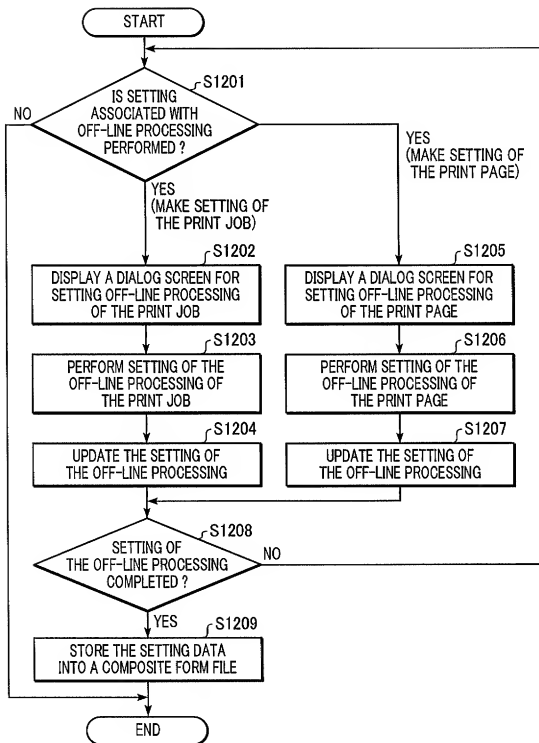 START
S1201
IS SETTING
ASSOCIATED WITH
OFF-LINE PROCESSING
PERFORMED ?
NO
YES
(MAKE SETTING OF
THE PRINT JOB)
YES
(MAKE SETTING OF
THE PRINT PAGE)
S1202
DISPLAY A DIALOG SCREEN FOR
SETTING OFF-LINE PROCESSING
OF THE PRINT JOB
S1205
DISPLAY A DIALOG SCREEN FOR
SETTING OFF-LINE PROCESSING
OF THE PRINT PAGE
S1203
PERFORM SETTING OF THE
OFF-LINE PROCESSING OF
THE PRINT JOB
S1206
PERFORM SETTING OF THE
OFF-LINE PROCESSING OF
THE PRINT PAGE
S1204
UPDATE THE SETTING OF
THE OFF-LINE PROCESSING
S1207
UPDATE THE SETTING OF
THE OFF-LINE PROCESSING
S1208
SETTING OF
THE OFF-LINE PROCESSING
COMPLETED ?
NO
YES
S1209
STORE THE SETTING DATA
INTO A COMPOSITE FORM FILE
END